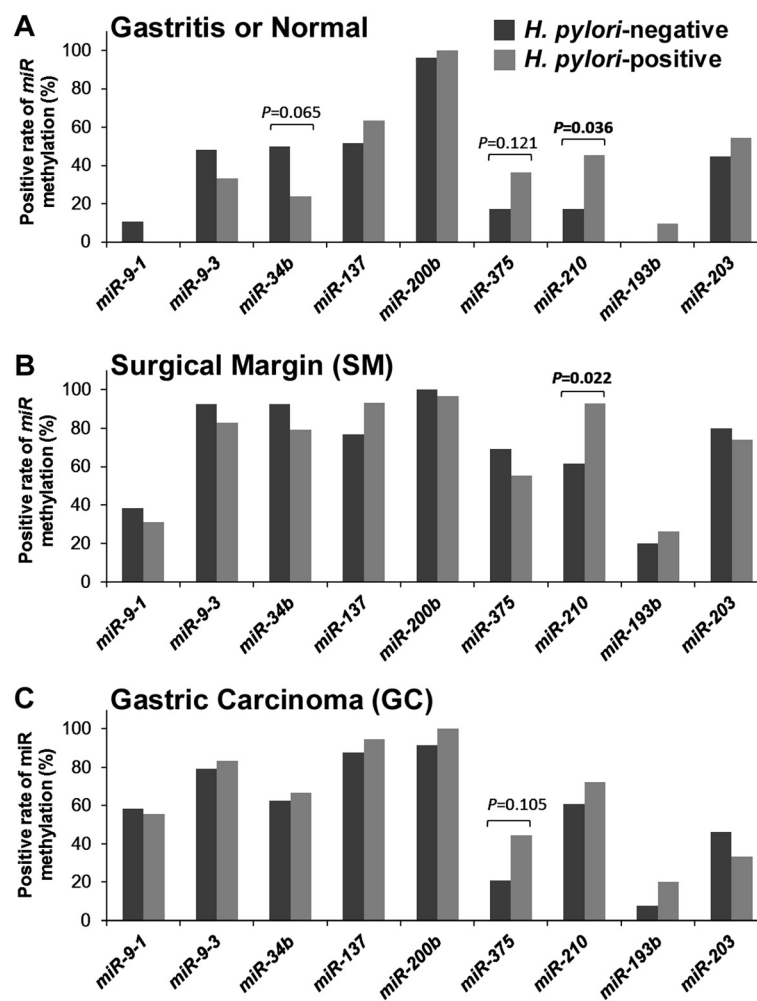 A Gastritis or Normal
H. pylori-negative
H. pylori-positive
Positive rate of miR
methylation (%)
100
80
60
40
20
0
P=0.065
P=0.121
P=0.036
miR-9-1
miR-9-3
miR-34b
miR-137
miR-200b
miR-375
miR-210
miR-193b
miR-203
B Surgical Margin (SM)
Positive rate of miR
methylation (%)
100
80
60
40
20
0
P=0.022
miR-9-1
miR-9-3
miR-34b
miR-137
miR-200b
miR-375
miR-210
miR-193b
miR-203
C Gastric Carcinoma (GC)
Positive rate of miR
methylation (%)
100
80
60
40
20
0
P=0.105
miR-9-1
miR-9-3
miR-34b
miR-137
miR-200b
miR-375
miR-210
miR-193b
miR-203